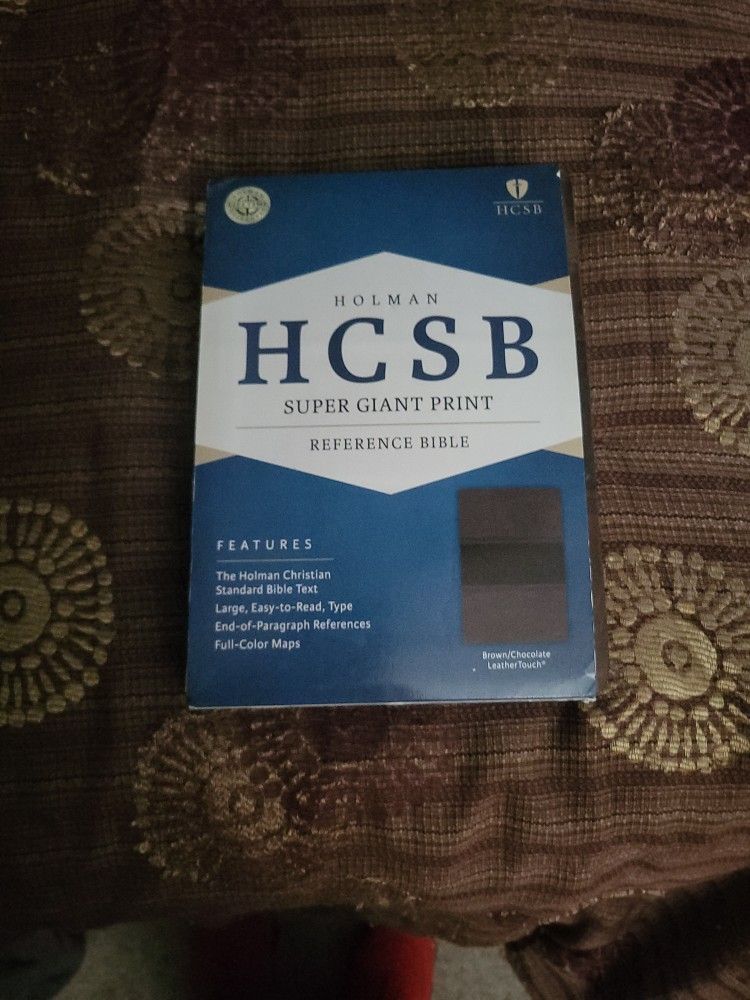 HCSB
HOLMAN
HCSB
SUPER GIANT PRINT
REFERENCE BIBLE
FEATURES
The Holman Christian
Standard Bible Text
Large, Easy-to-Read, Type
End-of-Paragraph References
Full-Color Maps
Brown/Chocolate
LeatherTouch®